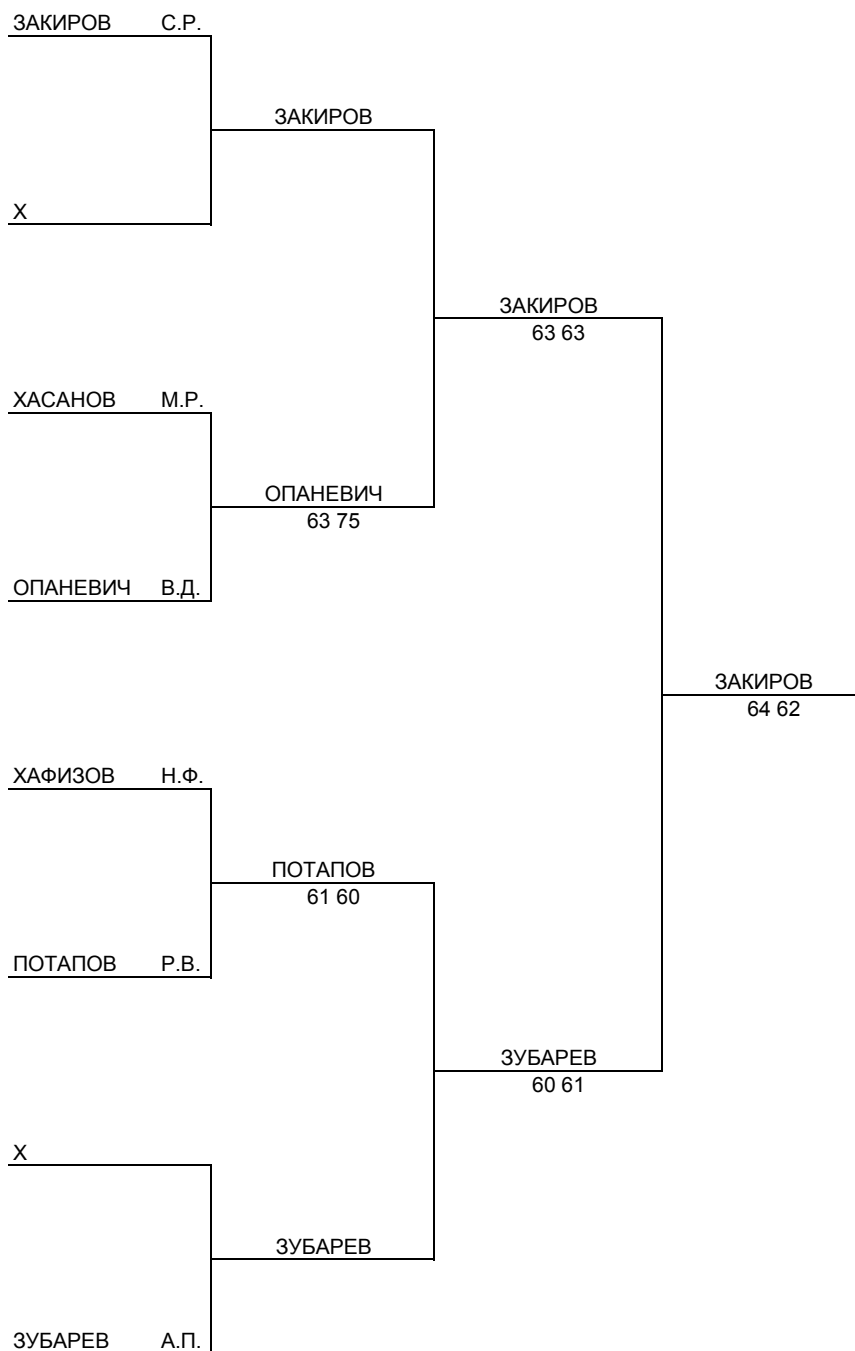 ЗАКИРОВ С.Р.
ЗАКИРОВ
Х
ЗАКИРОВ
63 63
ХАСАНОВ М.Р.
ОПАНЕВИЧ
63 75
ОПАНЕВИЧ В.Д.
ЗАКИРОВ
64 62
ХАФИЗОВ Н.Ф.
ПОТАПОВ
61 60
ПОТАПОВ Р.В.
ЗУБАРЕВ
60 61
Х
ЗУБАРЕВ
ЗУБАРЕВ А.П.